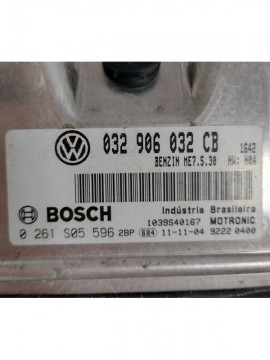 032 906 032 CB 1642
BENZIN ME7.5.30 HW: H04
BOSCH Indústria Brasileira
1039S40167 MOTRONIC
0 261 S05 596 2BP 684 11-11-04 9222 0400